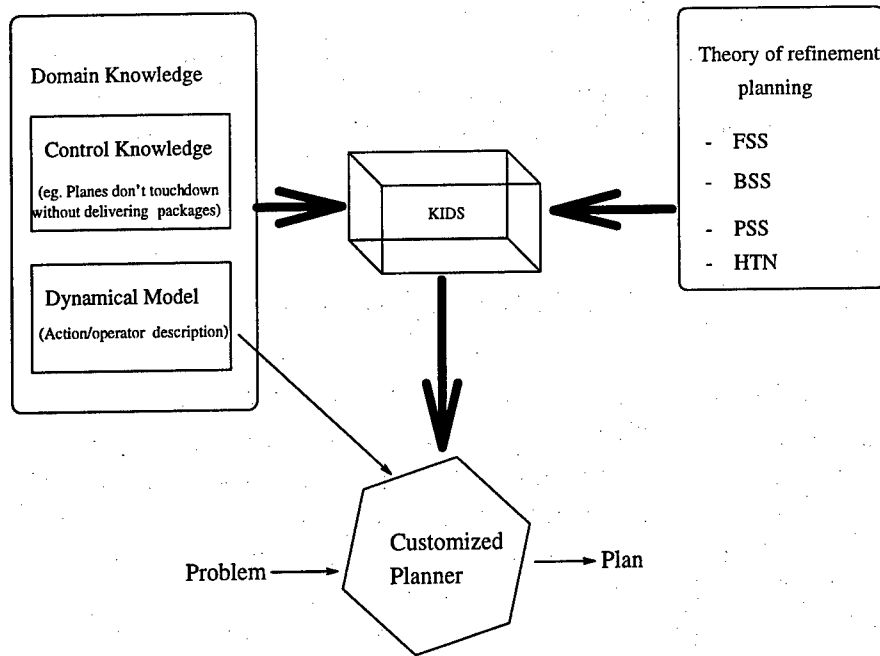 Domain Knowledge
Control Knowledge
(eg. Planes don't touchdown
without delivering packages)
Dynamical Model
(Action/operator description)
KIDS
Theory of refinement
planning
- FSS
- BSS
- PSS
- HTN
Customized
Planner
Problem
Plan